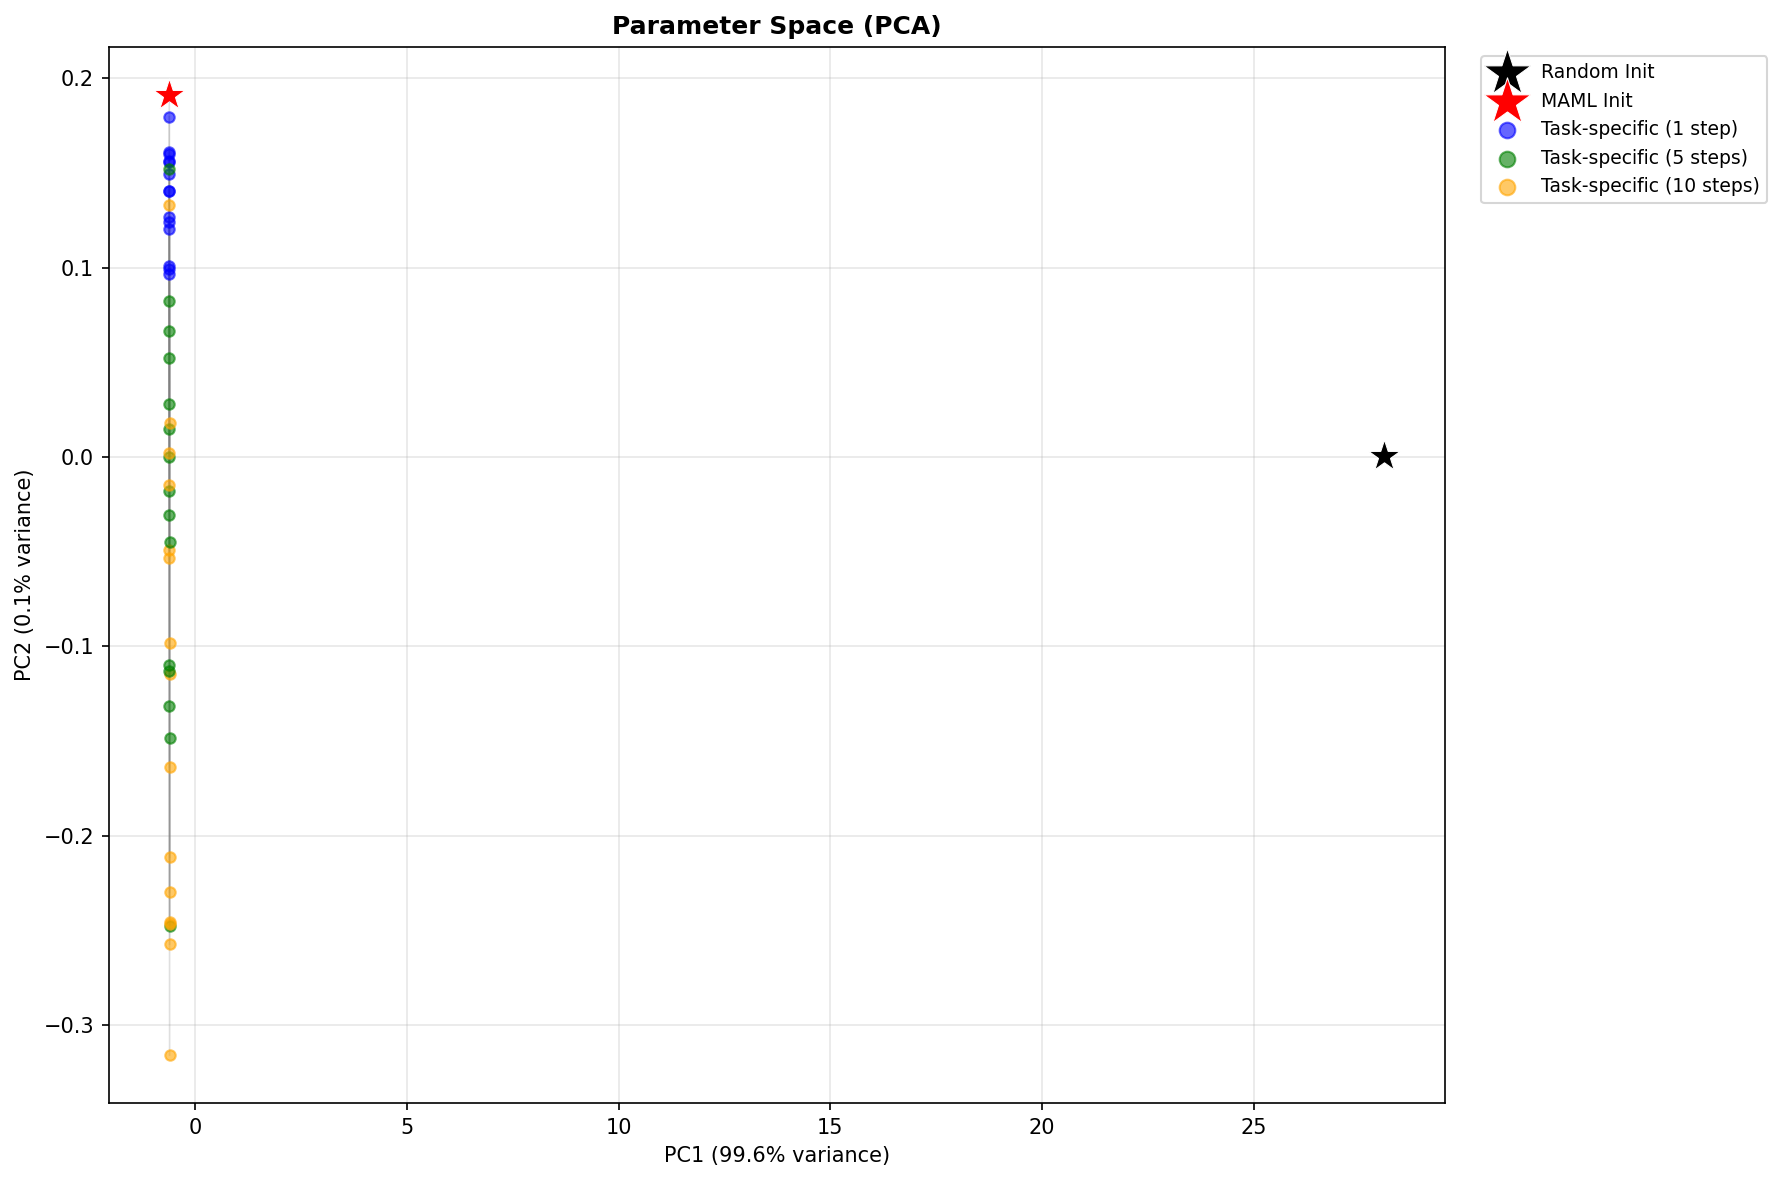 Parameter Space (PCA)
Random Init
MAML Init
Task-specific (1 step)
Task-specific (5 steps)
Task-specific (10 steps)
PC2 (0.1% variance)
0.2
0.1
0.0
−0.1
−0.2
−0.3
0
5
10
15
20
25
PC1 (99.6% variance)